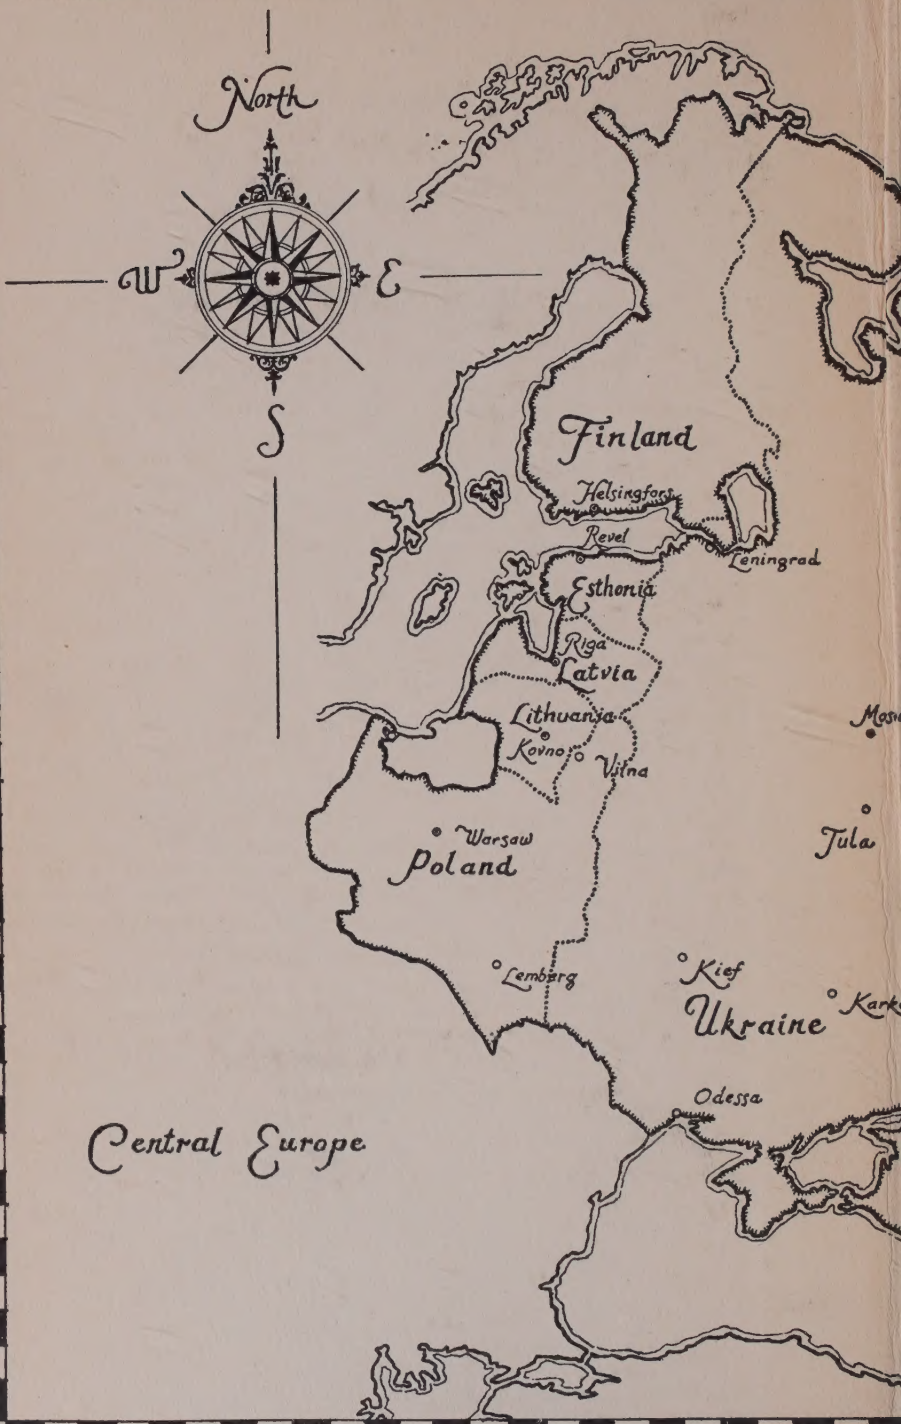 North
W
E
S
Finland
Helsingfors
Revel
Leningrad
Esthonia
Riga
Latvia
Lithuania
Kovno
Vilna
Warsaw
Poland
Tula
Lemberg
Kief
Ukraine
Odessa
Central Europe